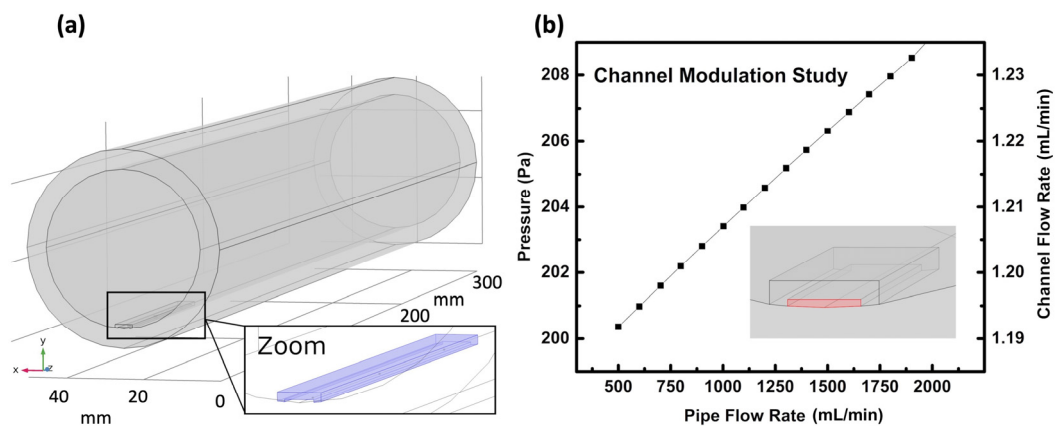 (a)
300
mm
200
y
x
z
Zoom
40
20
0
mm
(b)
Channel Modulation Study
208
206
204
202
200
Pressure (Pa)
1.23
1.22
1.21
1.20
1.19
Channel Flow Rate (mL/min)
500 750 1000 1250 1500 1750 2000
Pipe Flow Rate (mL/min)